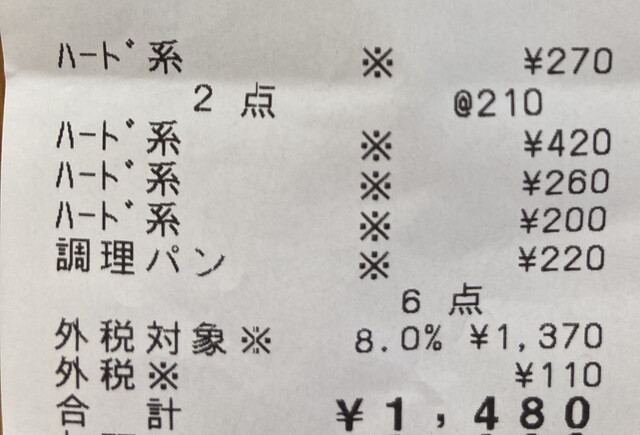 ﾊｰﾄﾞ系 ※ ¥270
2 点 @210
ﾊｰﾄﾞ系 ※ ¥420
ﾊｰﾄﾞ系 ※ ¥260
ﾊｰﾄﾞ系 ※ ¥200
調理パン ※ ¥220
6 点
外税対象※ 8.0% ¥1,370
外税※ ¥110
合 計 ¥1,480